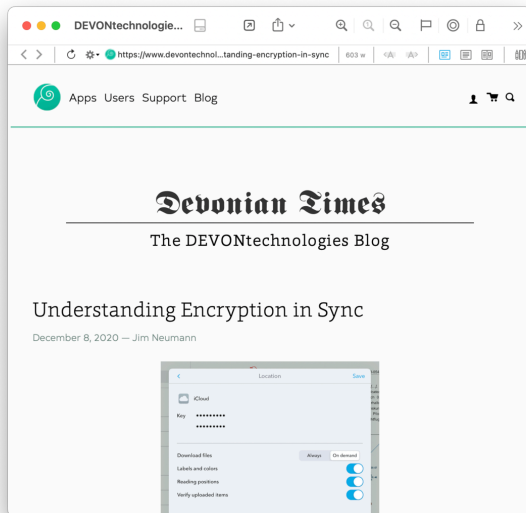 DEVONtechnologie...
https://www.devontechnol...tanding-encryption-in-sync 603 w <A> <A>
Apps Users Support Blog
Devonian Times
The DEVONtechnologies Blog
Understanding Encryption in Sync
December 8, 2020 — Jim Neumann
Location Save
iCloud
Key •••••••••
•••••••••
Download files Always On demand
Labels and colors
Reading positions
Verify uploaded items